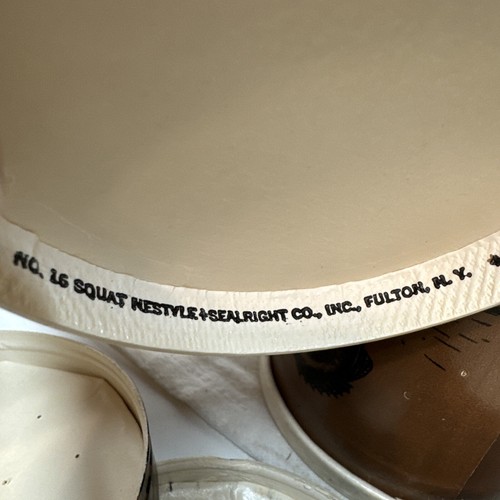 NO. 16 SQUAT NESTYLE+SEALRIGHT CO., INC., FULTON, N. Y.